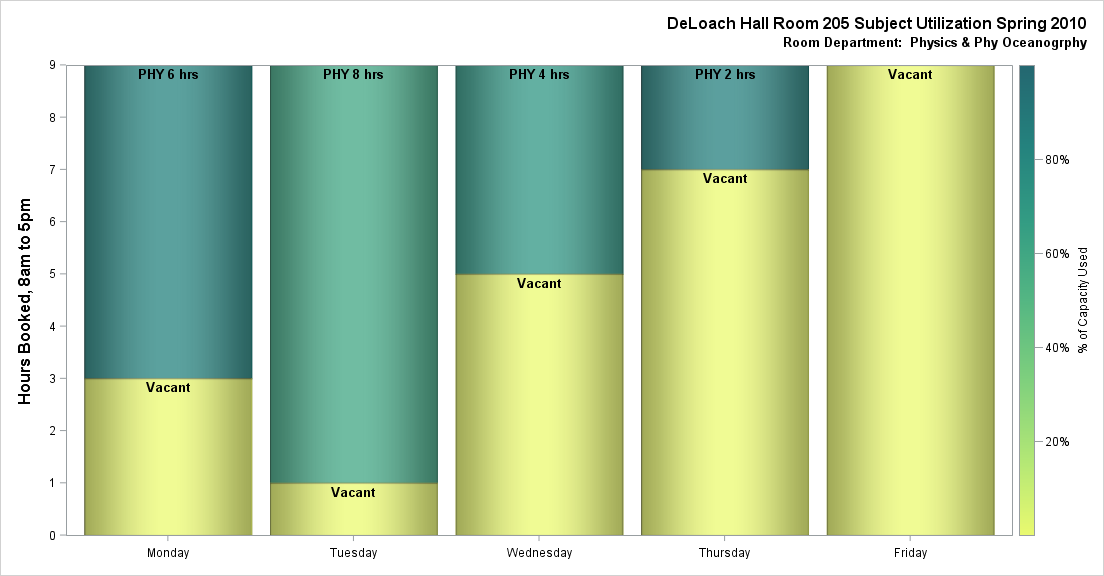 DeLoach Hall Room 205 Subject Utilization Spring 2010
Room Department:  Physics & Phy Oceanogrphy
Hours Booked, 8am to 5pm
9
8
7
6
5
4
3
2
1
0
PHY 6 hrs
Vacant
PHY 8 hrs
Vacant
PHY 4 hrs
Vacant
PHY 2 hrs
Vacant
Vacant
Monday
Tuesday
Wednesday
Thursday
Friday
80%
60%
40%
20%
% of Capacity Used